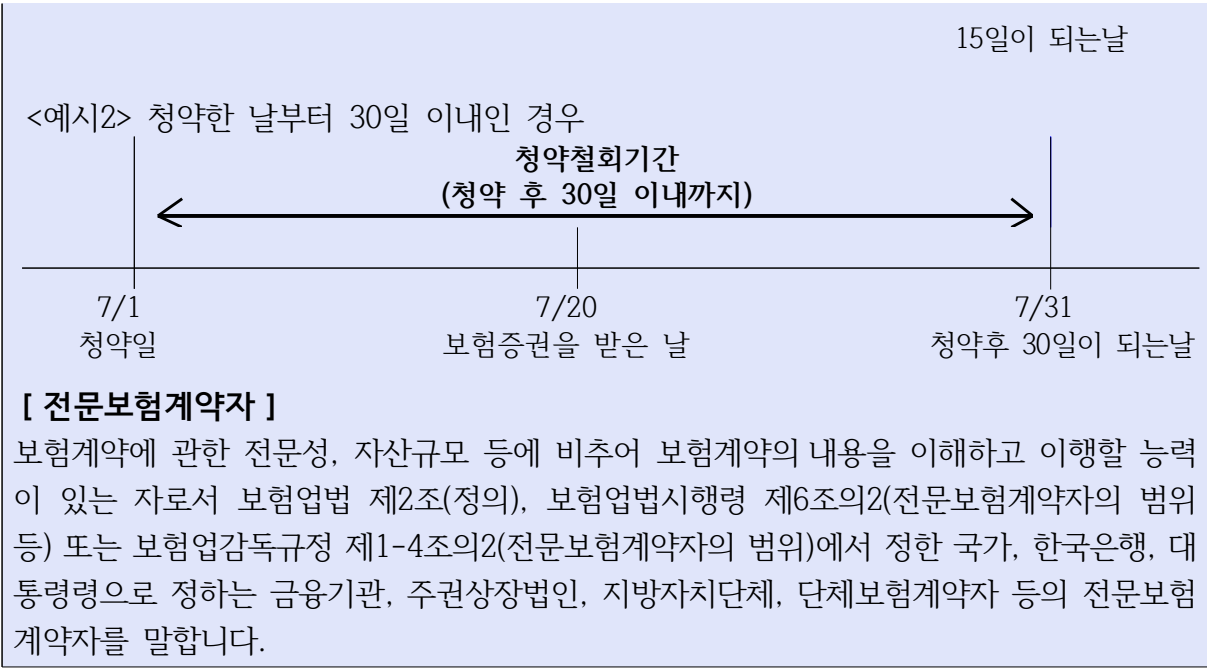 15일이 되는날
<예시2> 청약한 날부터 30일 이내인 경우
청약철회기간
(청약 후 30일 이내까지)
7/1 7/20 7/31
청약일 보험증권을 받은 날 청약후 30일이 되는날
[ 전문보험계약자 ]
보험계약에 관한 전문성, 자산규모 등에 비추어 보험계약의 내용을 이해하고 이행할 능력
이 있는 자로서 보험업법 제2조(정의), 보험업법시행령 제6조의2(전문보험계약자의 범위
등) 또는 보험업감독규정 제1-4조의2(전문보험계약자의 범위)에서 정한 국가, 한국은행, 대
통령령으로 정하는 금융기관, 주권상장법인, 지방자치단체, 단체보험계약자 등의 전문보험
계약자를 말합니다.